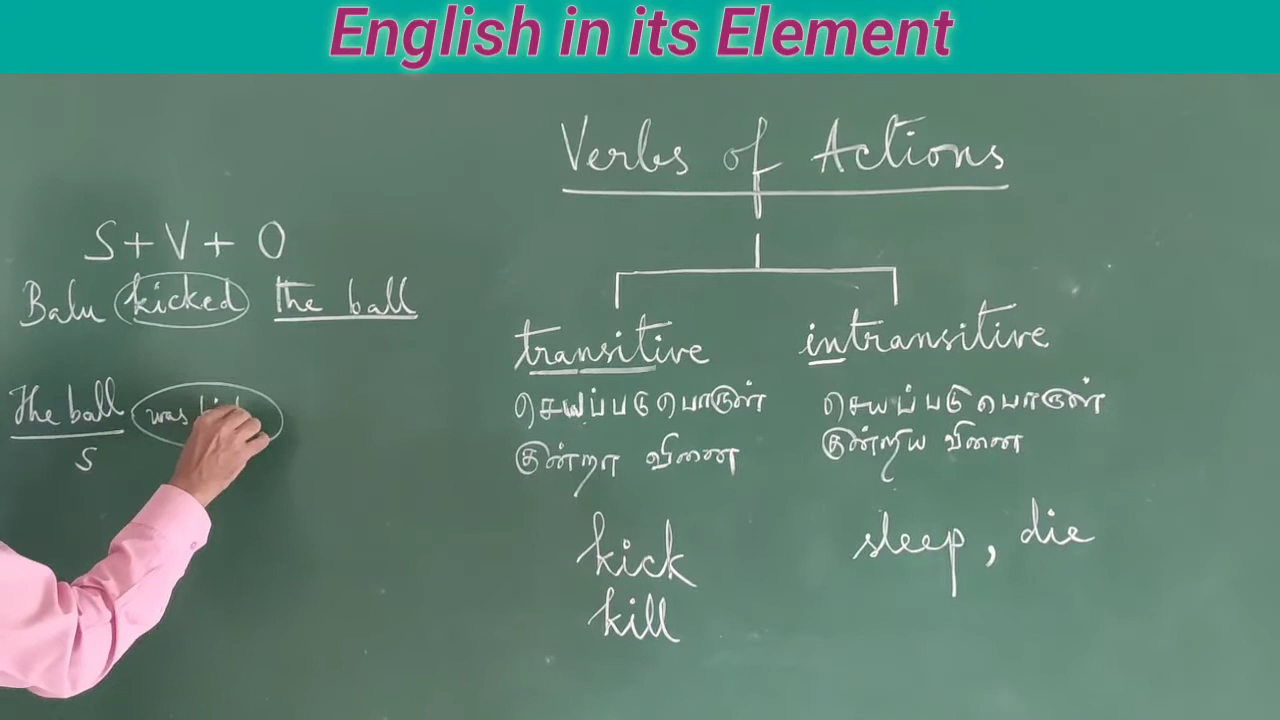 English in its Element
Verbs of Actions
S + V + O
Balu kicked the ball
The ball was
S
transitive
செயப்படுபொருள்
குன்றா வினை
kick
kill
intransitive
செயப்படுபொருள்
குன்றிய வினை
sleep, die